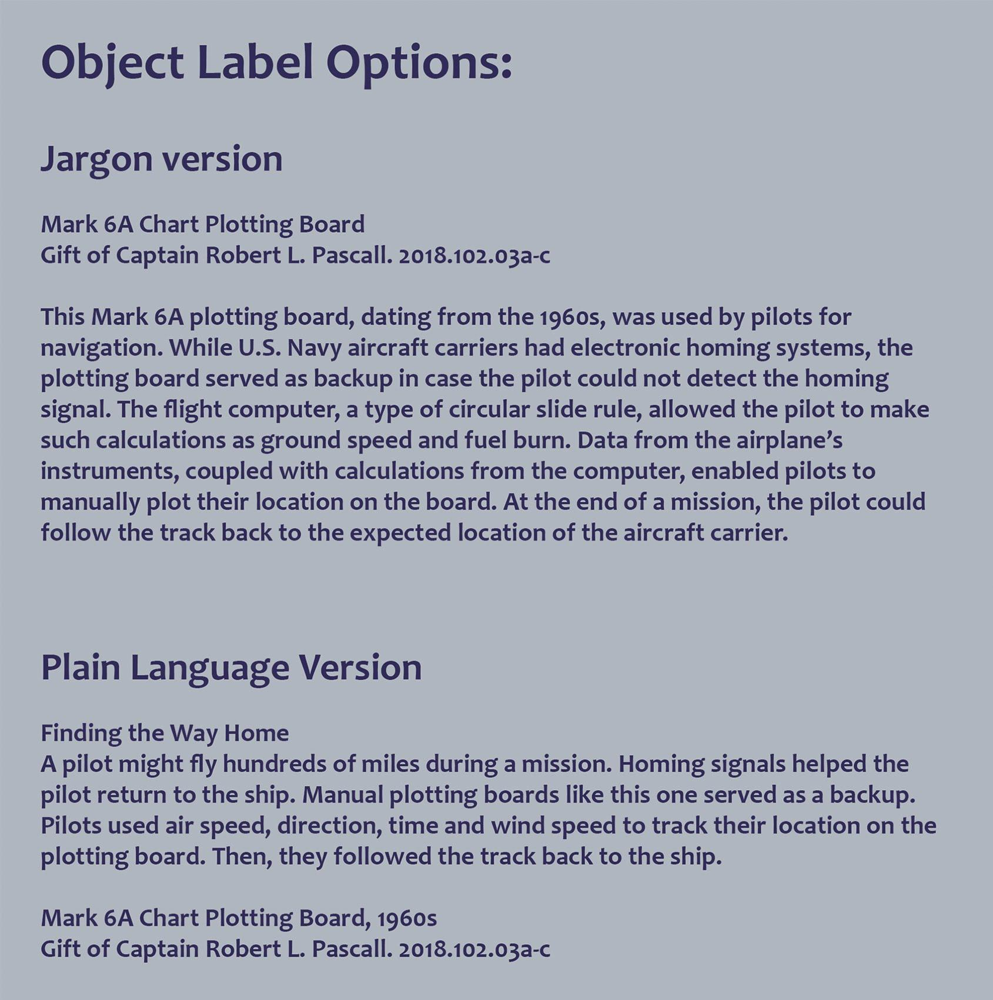 Object Label Options:
Jargon version
Mark 6A Chart Plotting Board
Gift of Captain Robert L. Pascall. 2018.102.03a-c
This Mark 6A plotting board, dating from the 1960s, was used by pilots for
navigation. While U.S. Navy aircraft carriers had electronic homing systems, the
plotting board served as backup in case the pilot could not detect the homing
signal. The flight computer, a type of circular slide rule, allowed the pilot to make
such calculations as ground speed and fuel burn. Data from the airplane’s
instruments, coupled with calculations from the computer, enabled pilots to
manually plot their location on the board. At the end of a mission, the pilot could
follow the track back to the expected location of the aircraft carrier.
Plain Language Version
Finding the Way Home
A pilot might fly hundreds of miles during a mission. Homing signals helped the
pilot return to the ship. Manual plotting boards like this one served as a backup.
Pilots used air speed, direction, time and wind speed to track their location on the
plotting board. Then, they followed the track back to the ship.
Mark 6A Chart Plotting Board, 1960s
Gift of Captain Robert L. Pascall. 2018.102.03a-c